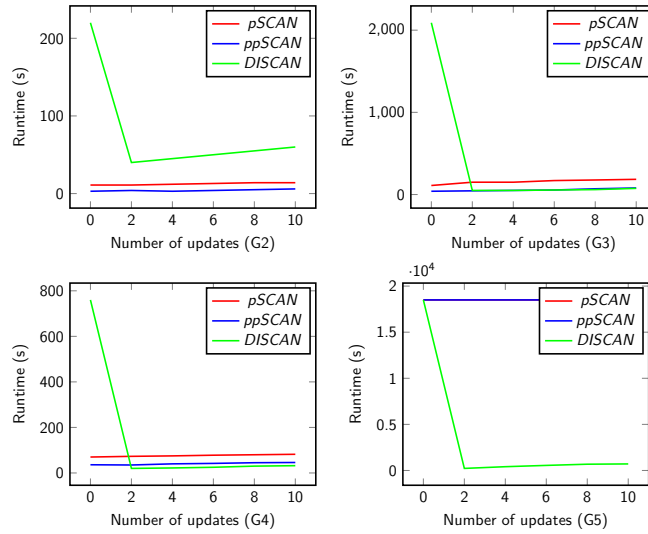 pSCAN
ppSCAN
DISCAN
200
100
0
Runtime (s)
0 2 4 6 8 10
Number of updates (G2)
pSCAN
ppSCAN
DISCAN
2,000
1,000
0
Runtime (s)
0 2 4 6 8 10
Number of updates (G3)
pSCAN
ppSCAN
DISCAN
800
600
400
200
0
Runtime (s)
0 2 4 6 8 10
Number of updates (G4)
·10^4
pSCAN
ppSCAN
DISCAN
2
1.5
1
0.5
0
Runtime (s)
0 2 4 6 8 10
Number of updates (G5)